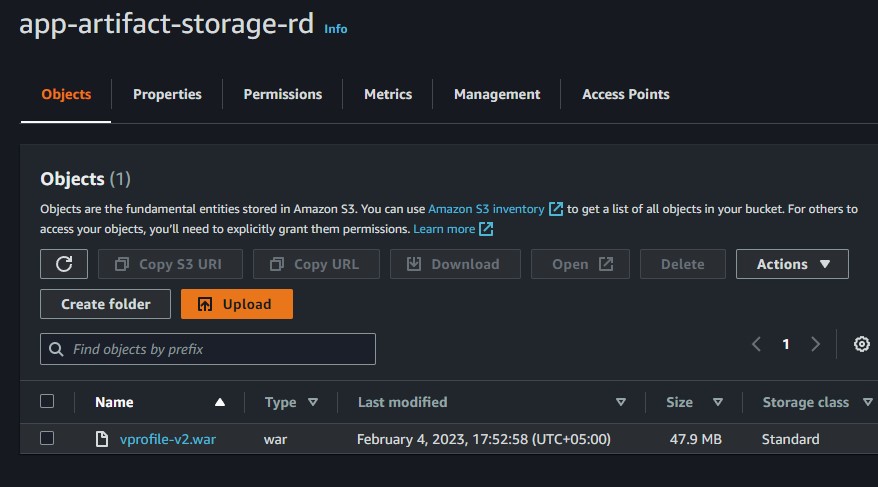 app-artifact-storage-rd Info
Objects Properties Permissions Metrics Management Access Points
Objects (1)
Objects are the fundamental entities stored in Amazon S3. You can use Amazon S3 inventory to get a list of all objects in your bucket. For others to
access your objects, you'll need to explicitly grant them permissions. Learn more
Copy S3 URI Copy URL Download Open Delete Actions
Create folder Upload
Find objects by prefix 1
Name Type Last modified Size Storage class
vprofile-v2.war war February 4, 2023, 17:52:58 (UTC+05:00) 47.9 MB Standard